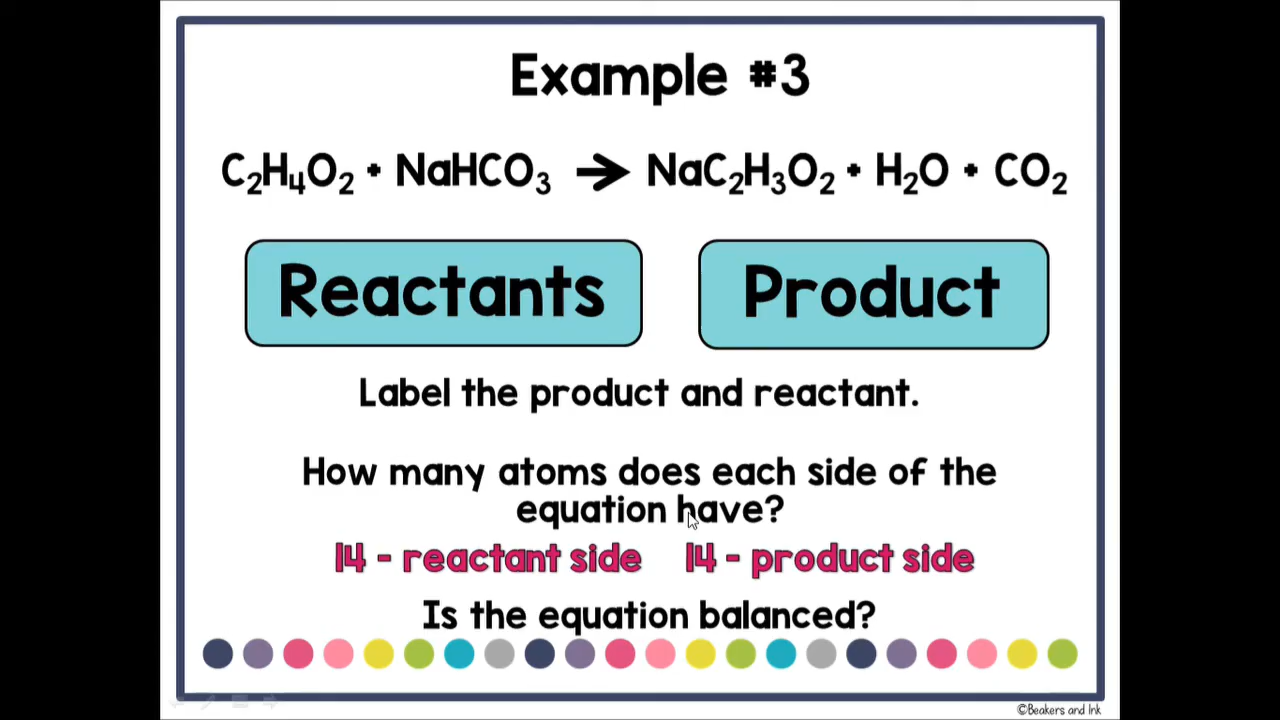 Example #3
C₂H₄O₂ + NaHCO₃ → NaC₂H₃O₂ + H₂O + CO₂
Reactants Product
Label the product and reactant.
How many atoms does each side of the
equation have?
14 - reactant side 14 - product side
Is the equation balanced?
©Beakers and Ink